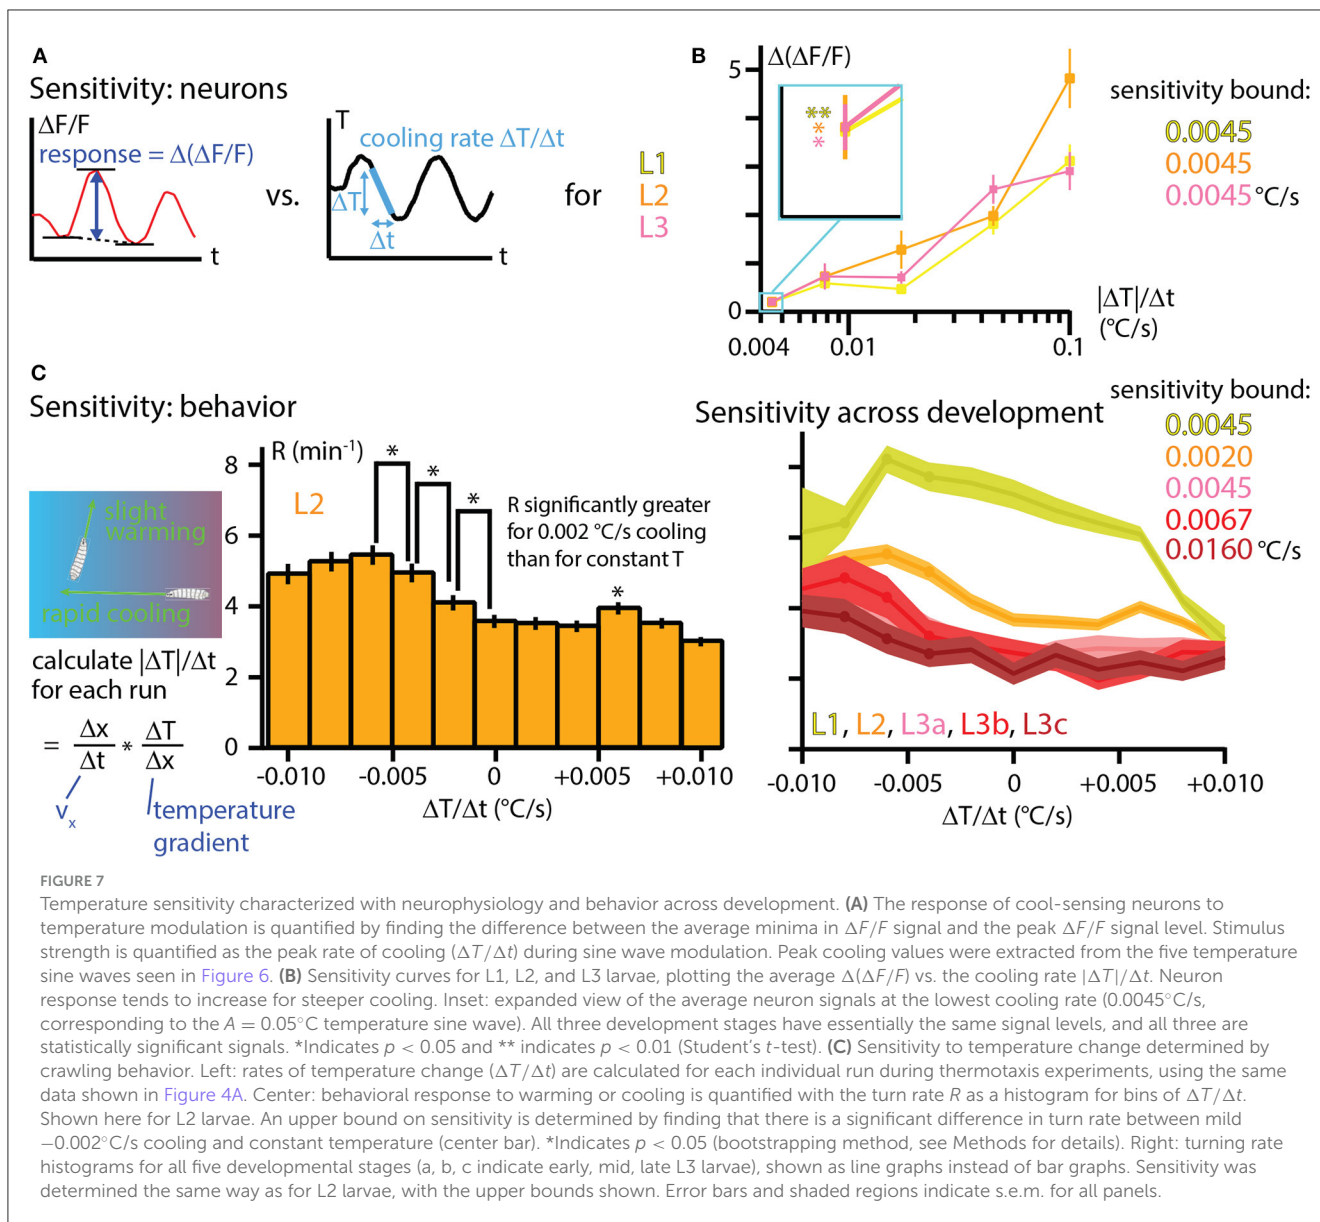 A
Sensitivity: neurons
ΔF/F
response = Δ(ΔF/F)
t
vs.
T
cooling rate ΔT/Δt
ΔT
Δt
t
for
L1
L2
L3
B
Δ(ΔF/F)
5
0
**
*
*
0.004
0.01
0.1
|ΔT|/Δt
(°C/s)
sensitivity bound:
0.0045
0.0045
0.0045 °C/s
C
Sensitivity: behavior
slight
warming
rapid cooling
calculate |ΔT|/Δt
for each run
= Δx/Δt * ΔT/Δx
vₓ
temperature
gradient
R (min⁻¹)
8
6
4
2
0
L2
*
*
*
*
R significantly greater
for 0.002 °C/s cooling
than for constant T
-0.010
-0.005
0
+0.005
+0.010
ΔT/Δt (°C/s)
Sensitivity across development
sensitivity bound:
0.0045
0.0020
0.0045
0.0067
0.0160 °C/s
L1, L2, L3a, L3b, L3c
-0.010
-0.005
0
+0.005
+0.010
ΔT/Δt (°C/s)
FIGURE 7
Temperature sensitivity characterized with neurophysiology and behavior across development. (A) The response of cool-sensing neurons to
temperature modulation is quantified by finding the difference between the average minima in ΔF/F signal and the peak ΔF/F signal level. Stimulus
strength is quantified as the peak rate of cooling (ΔT/Δt) during sine wave modulation. Peak cooling values were extracted from the five temperature
sine waves seen in Figure 6. (B) Sensitivity curves for L1, L2, and L3 larvae, plotting the average Δ(ΔF/F) vs. the cooling rate |ΔT|/Δt. Neuron
response tends to increase for steeper cooling. Inset: expanded view of the average neuron signals at the lowest cooling rate (0.0045°C/s,
corresponding to the A = 0.05°C temperature sine wave). All three development stages have essentially the same signal levels, and all three are
statistically significant signals. *Indicates p < 0.05 and ** indicates p < 0.01 (Student's t-test). (C) Sensitivity to temperature change determined by
crawling behavior. Left: rates of temperature change (ΔT/Δt) are calculated for each individual run during thermotaxis experiments, using the same
data shown in Figure 4A. Center: behavioral response to warming or cooling is quantified with the turn rate R as a histogram for bins of ΔT/Δt.
Shown here for L2 larvae. An upper bound on sensitivity is determined by finding that there is a significant difference in turn rate between mild
−0.002°C/s cooling and constant temperature (center bar). *Indicates p < 0.05 (bootstrapping method, see Methods for details). Right: turning rate
histograms for all five developmental stages (a, b, c indicate early, mid, late L3 larvae), shown as line graphs instead of bar graphs. Sensitivity was
determined the same way as for L2 larvae, with the upper bounds shown. Error bars and shaded regions indicate s.e.m. for all panels.